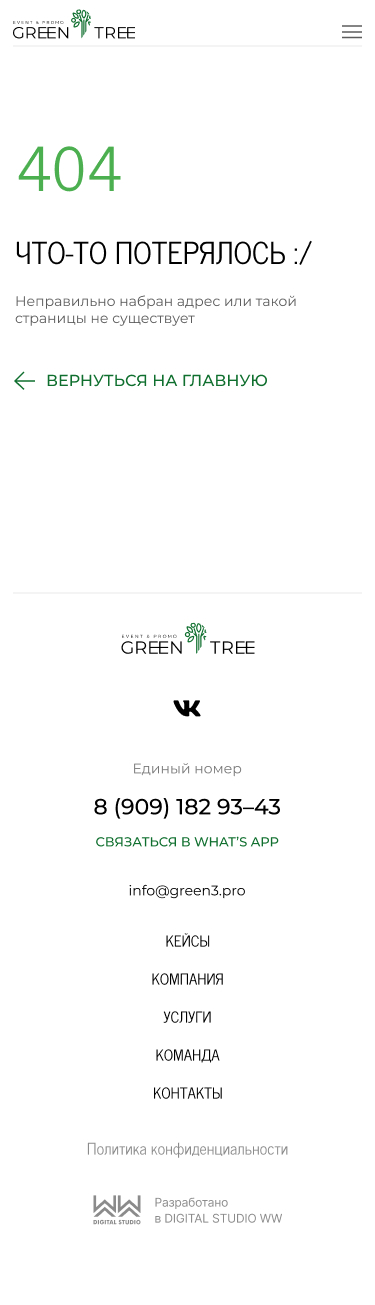 EVENT & PROMO
GREEN TREE
404
ЧТО-ТО ПОТЕРЯЛОСЬ :/
Неправильно набран адрес или такой
страницы не существует
ВЕРНУТЬСЯ НА ГЛАВНУЮ
EVENT & PROMO
GREEN TREE
Единый номер
8 (909) 182 93–43
СВЯЗАТЬСЯ В WHAT’S APP
info@green3.pro
КЕЙСЫ
КОМПАНИЯ
УСЛУГИ
КОМАНДА
КОНТАКТЫ
Политика конфиденциальности
WW
DIGITAL STUDIO
Разработано
в DIGITAL STUDIO WW